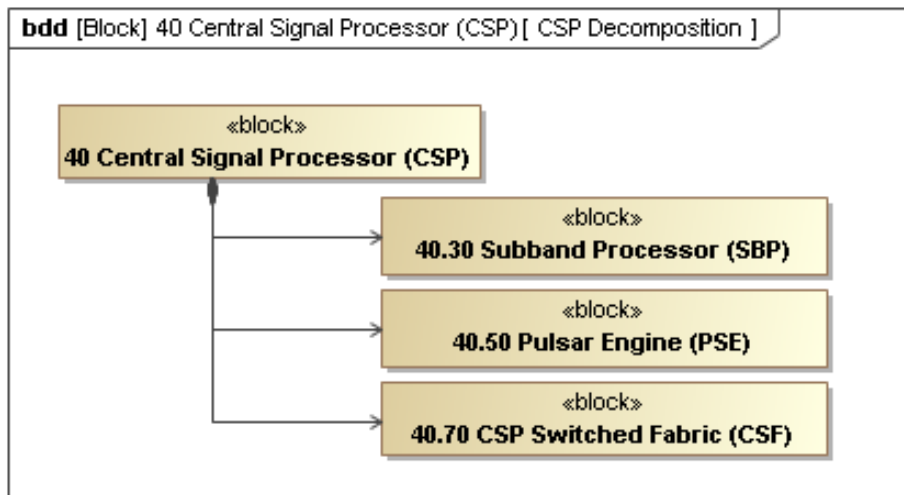 bdd [Block] 40 Central Signal Processor (CSP) [ CSP Decomposition ]
«block»
40 Central Signal Processor (CSP)
«block»
40.30 Subband Processor (SBP)
«block»
40.50 Pulsar Engine (PSE)
«block»
40.70 CSP Switched Fabric (CSF)